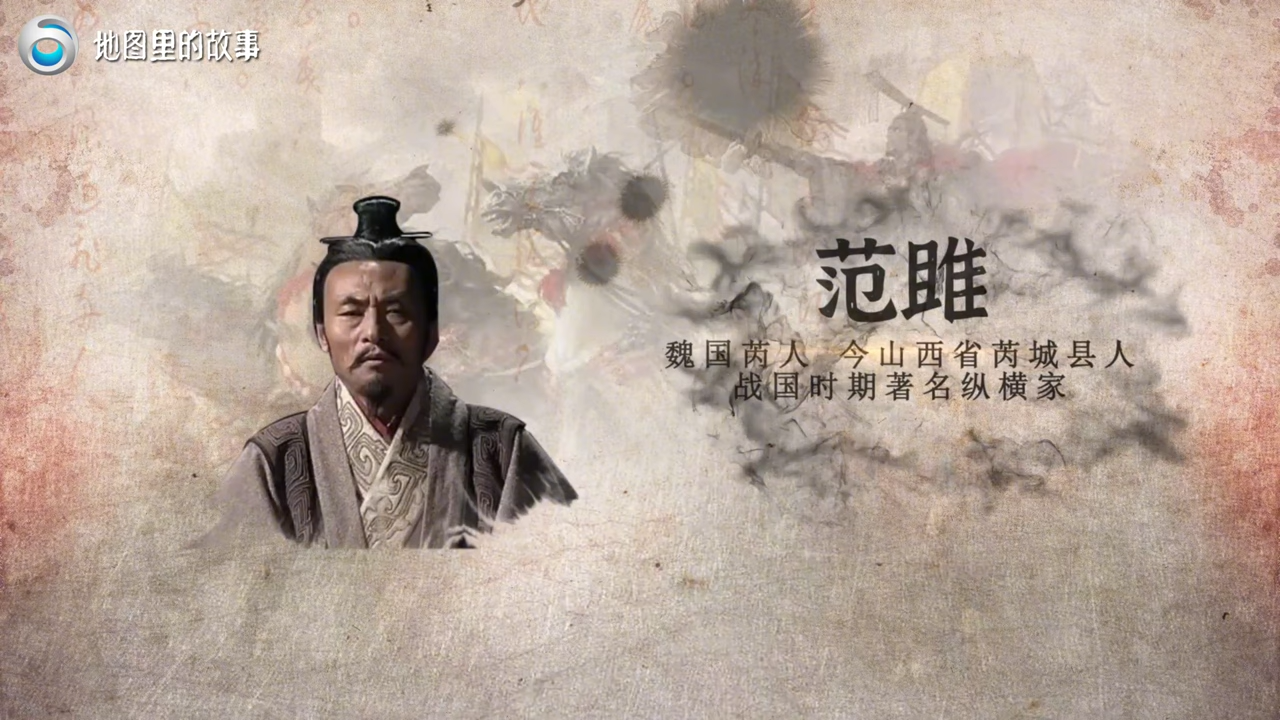 地图里的故事
范雎
魏国芮人 今山西省芮城县人
战国时期著名纵横家